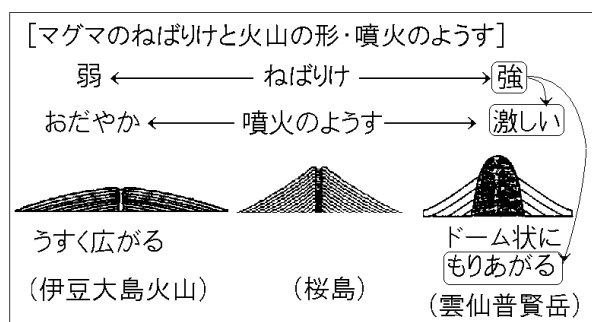 [マグマのねばりけと火山の形・噴火のようす]
弱 ねばりけ 強
おだやか 噴火のようす 激しい
うすく広がる
ドーム状に
もりあがる
(伊豆大島火山) (桜島) (雲仙普賢岳)